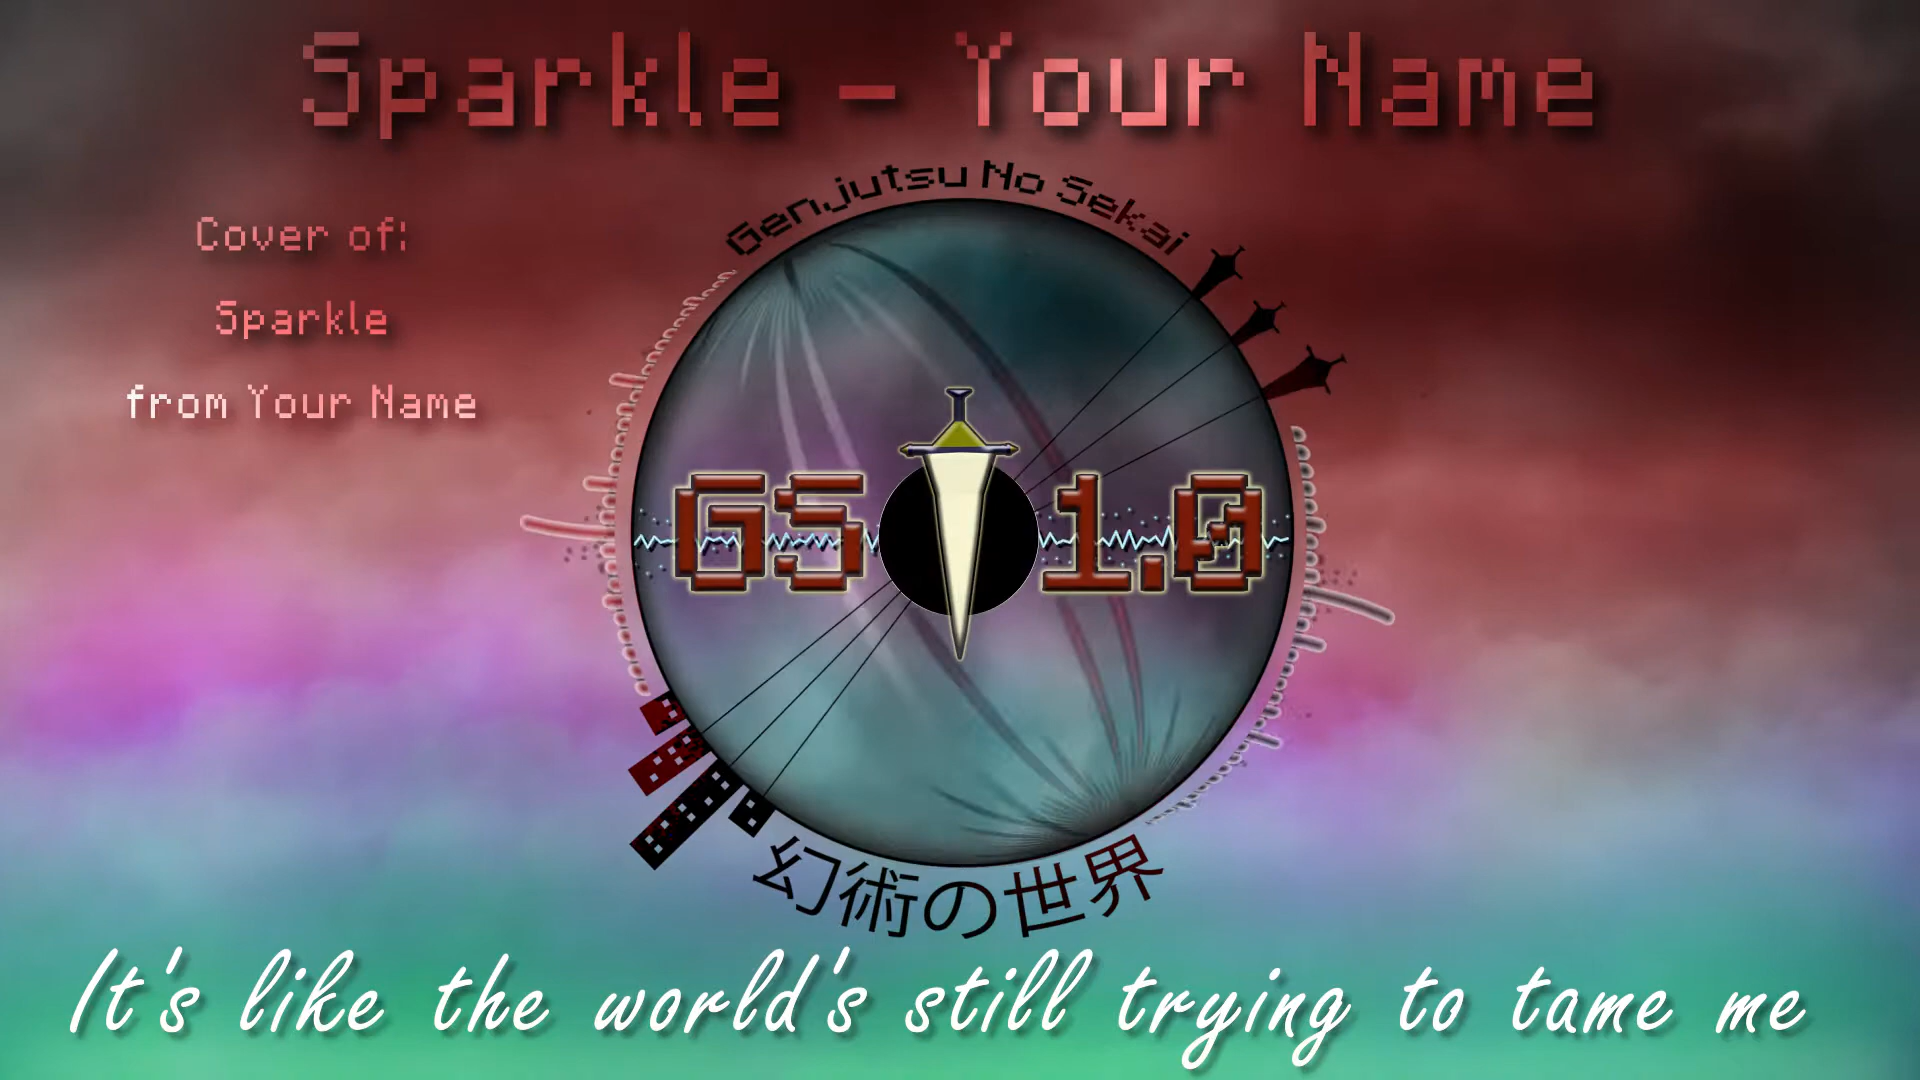 Sparkle - Your Name
Genjutsu No Sekai
Cover of:
Sparkle
from Your Name
GS 1.0
幻術の世界
It's like the world's still trying to tame me